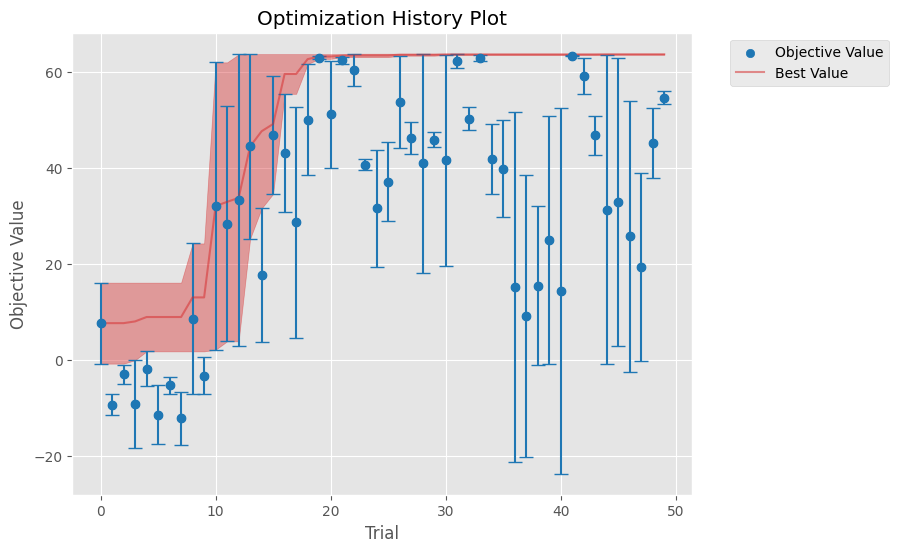 Optimization History Plot
Objective Value
Best Value
Objective Value
60
40
20
0
−20
0 10 20 30 40 50
Trial